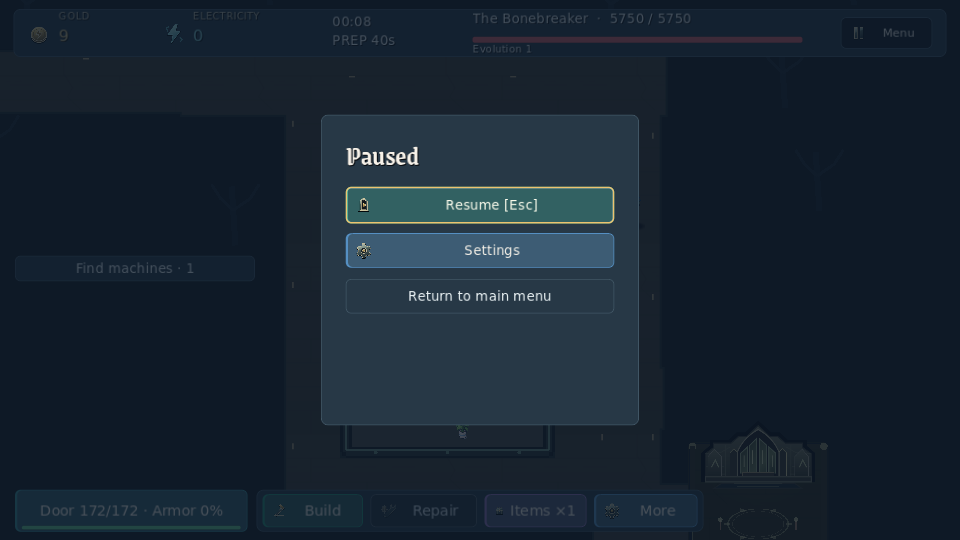 GOLD
9
ELECTRICITY
0
00:08
PREP 40s
The Bonebreaker · 5750 / 5750
Evolution 1
Menu
Paused
Resume [Esc]
Settings
Return to main menu
Find machines · 1
Door 172/172 · Armor 0%
Build
Repair
Items ×1
More